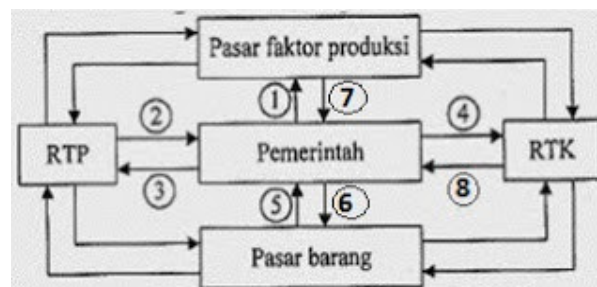 Pasar faktor produksi
① ⑦
② ④
RTP Pemerintah RTK
③ ⑧
⑤ ⑥
Pasar barang